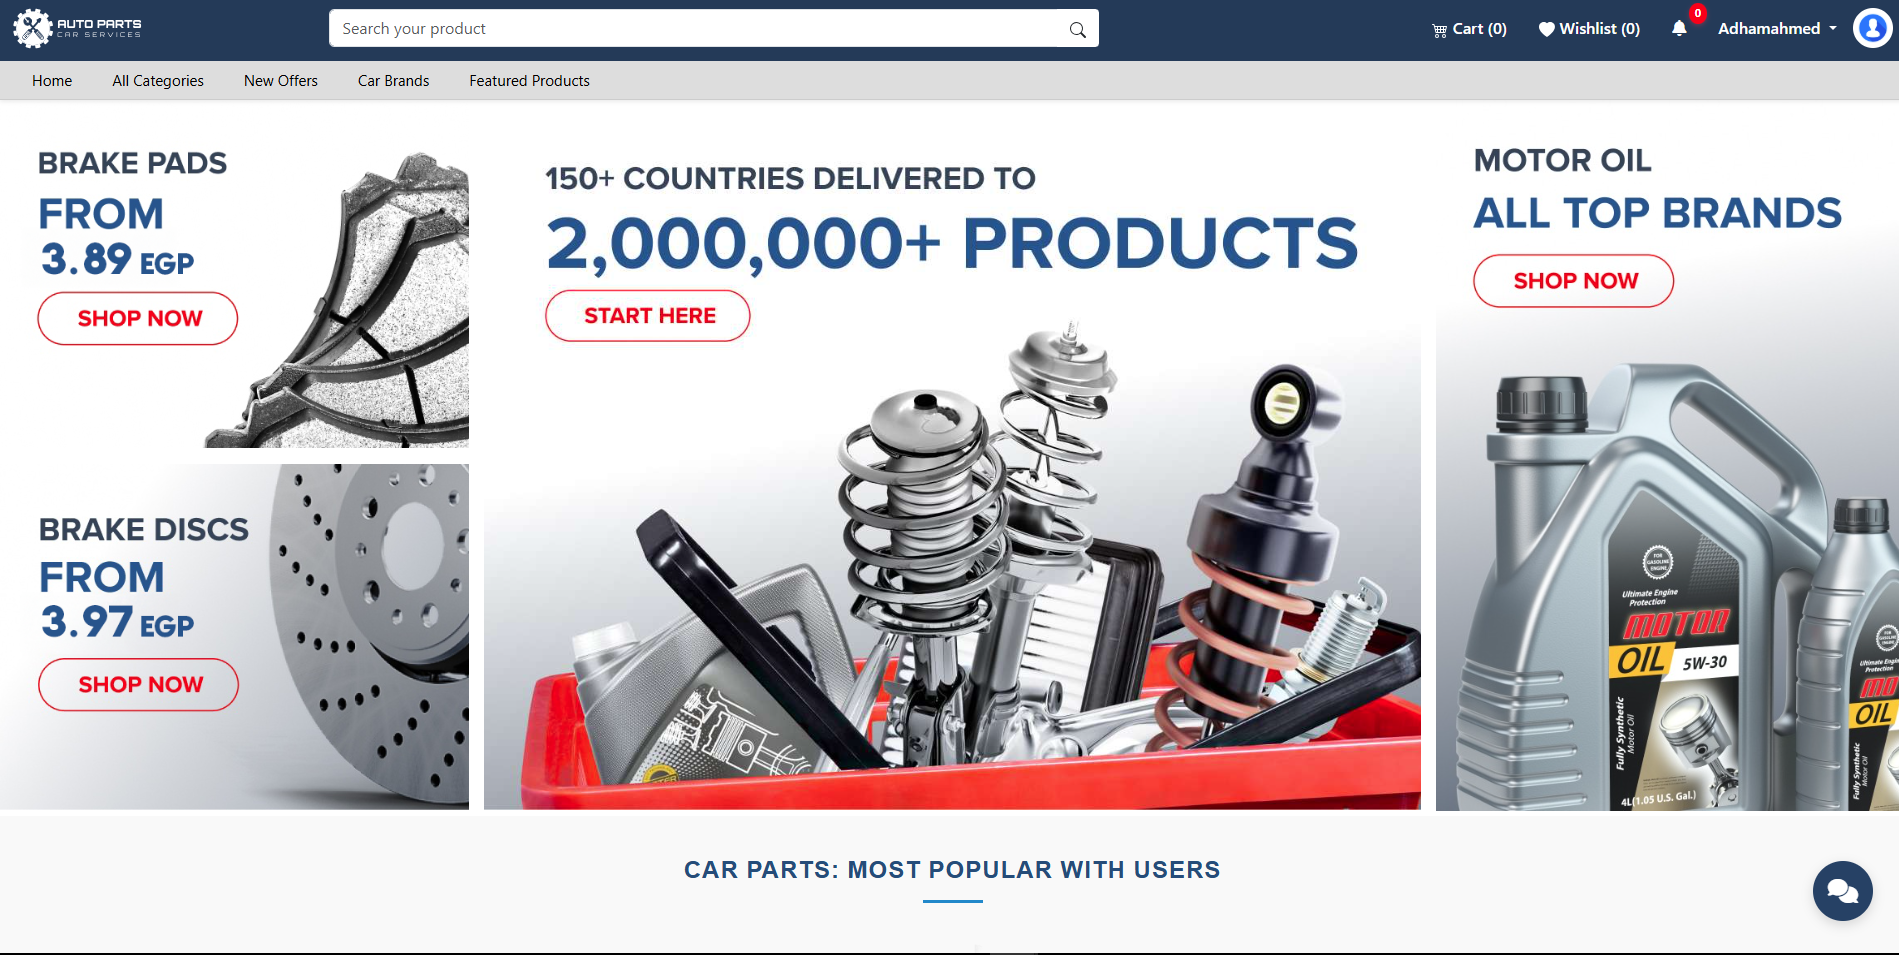 AUTO PARTS
CAR SERVICES
Search your product
Cart (0)
Wishlist (0)
0
Adhamahmed
Home
All Categories
New Offers
Car Brands
Featured Products
BRAKE PADS
FROM
3.89 EGP
SHOP NOW
BRAKE DISCS
FROM
3.97 EGP
SHOP NOW
150+ COUNTRIES DELIVERED TO
2,000,000+ PRODUCTS
START HERE
MOTOR OIL
ALL TOP BRANDS
SHOP NOW
FOR
GASOLINE
ENGINE
Ultimate Engine
Protection
MOTOR
OIL 5W-30
Fully Synthetic
Motor Oil
4L(1.05 U.S. Gal.)
Ultimate Engin
Protection
MO
OIL
Fully Synthetic
Motor Oil
CAR PARTS: MOST POPULAR WITH USERS